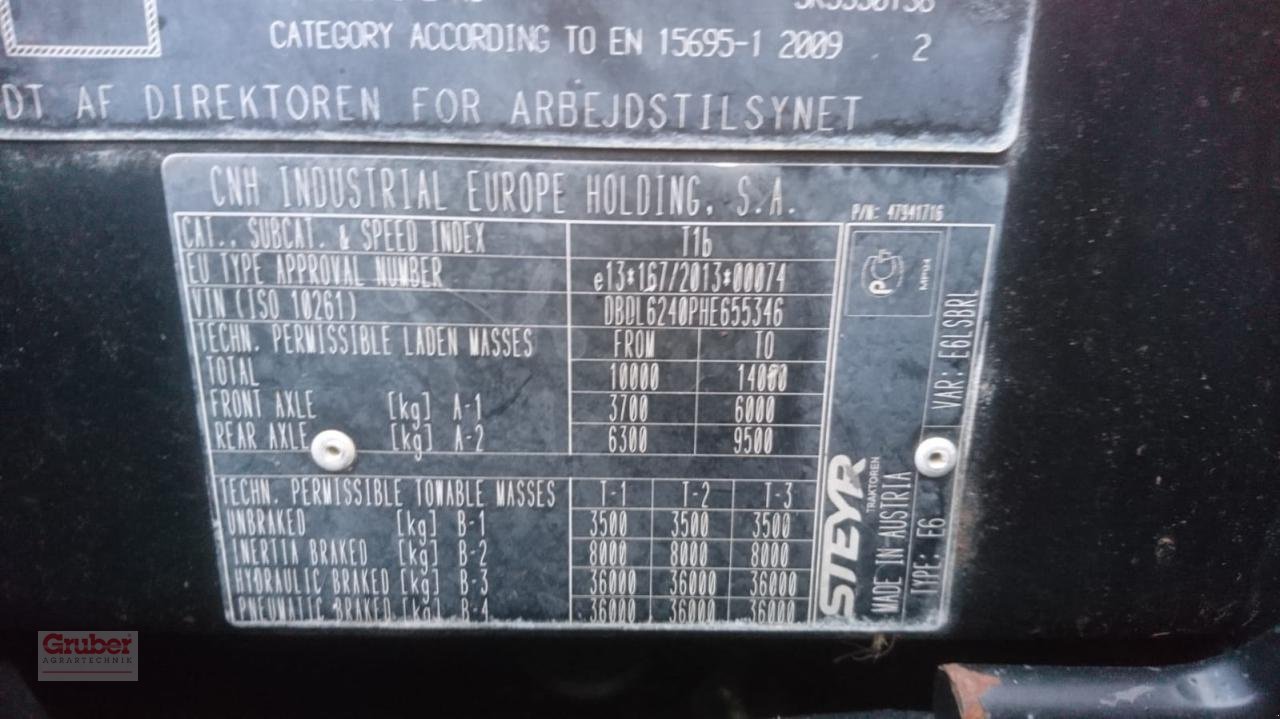 CATEGORY ACCORDING TO EN 15695-1 2009 . 2
DT AF DIREKTOREN FOR ARBEJDSTILSYNET
CNH INDUSTRIAL EUROPE HOLDING, S.A.
P/N: 47941716
CAT., SUBCAT. & SPEED INDEX T1b
EU TYPE APPROVAL NUMBER e13*167/2013*00074
VIN (ISO 10261) DBDL6240PHE655346
TECHN. PERMISSIBLE LADEN MASSES FROM TO
TOTAL 10000 14000
FRONT AXLE [kg] A-1 3700 6000
REAR AXLE [kg] A-2 6300 9500
TECHN. PERMISSIBLE TOWABLE MASSES T-1 T-2 T-3
UNBRAKED [kg] B-1 3500 3500 3500
INERTIA BRAKED [kg] B-2 8000 8000 8000
HYDRAULIC BRAKED [kg] B-3 36000 36000 36000
PNEUMATIC BRAKED [kg] B-4 36000 36000 36000
STEYR
TRAKTOREN
MADE IN AUSTRIA
TYPE: E6
VAR: E6LSBRL
Gruber
AGRARTECHNIK